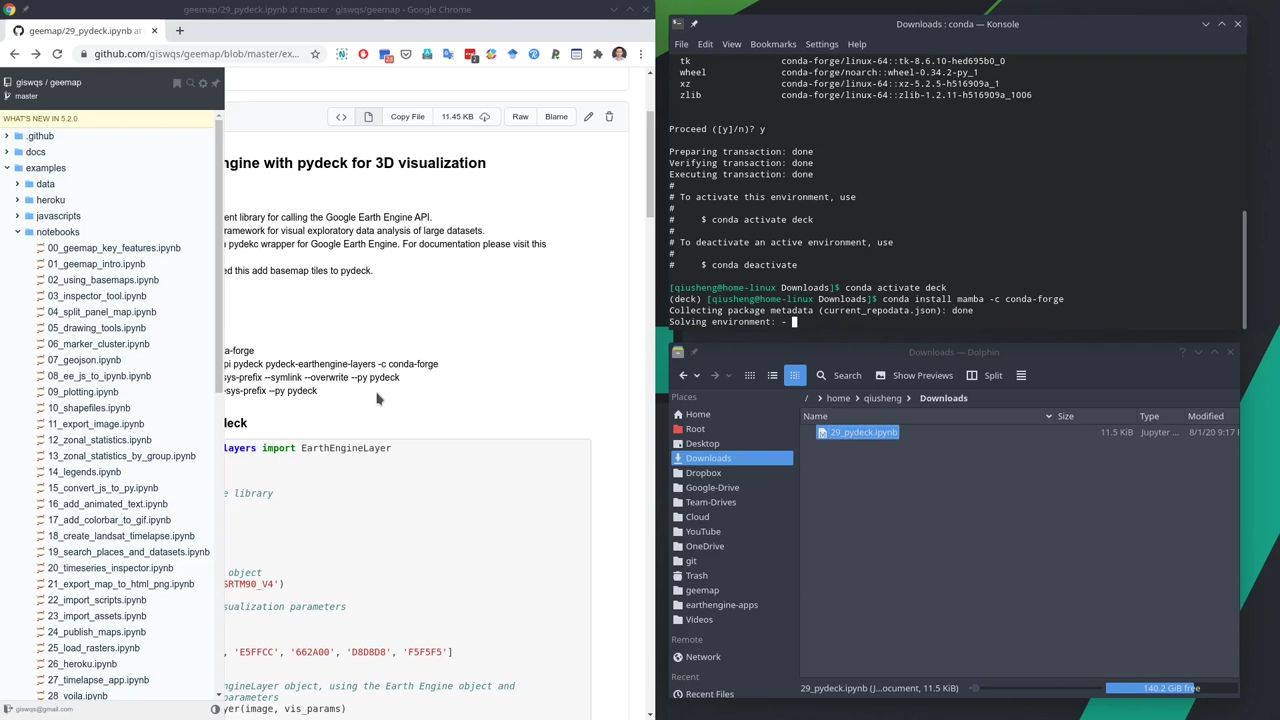 geemap/29_pydeck.ipynb at master · giswqs/geemap - Google Chrome
geemap/29_pydeck.ipynb at
github.com/giswqs/geemap/blob/master/ex...
giswqs / geemap
master
WHAT'S NEW IN 5.2.0
.github
docs
examples
data
heroku
javascripts
notebooks
00_geemap_key_features.ipynb
01_geemap_intro.ipynb
02_using_basemaps.ipynb
03_inspector_tool.ipynb
04_split_panel_map.ipynb
05_drawing_tools.ipynb
06_marker_cluster.ipynb
07_geojson.ipynb
08_ee_js_to_ipynb.ipynb
09_plotting.ipynb
10_shapefiles.ipynb
11_export_image.ipynb
12_zonal_statistics.ipynb
13_zonal_statistics_by_group.ipynb
14_legends.ipynb
15_convert_js_to_py.ipynb
16_add_animated_text.ipynb
17_add_colorbar_to_gif.ipynb
18_create_landsat_timelapse.ipynb
19_search_places_and_datasets.ipynb
20_timeseries_inspector.ipynb
21_export_map_to_html_png.ipynb
22_import_scripts.ipynb
23_import_assets.ipynb
24_publish_maps.ipynb
25_load_rasters.ipynb
26_heroku.ipynb
27_timelapse_app.ipynb
28_voila.ipynb
giswqs@gmail.com
Copy File
11.45 KB
Raw
Blame
ngine with pydeck for 3D visualization
ent library for calling the Google Earth Engine API.
ramework for visual exploratory data analysis of large datasets.
a pydekc wrapper for Google Earth Engine. For documentation please visit this
ed this add basemap tiles to pydeck.
da-forge
pi pydeck pydeck-earthengine-layers -c conda-forge
sys-prefix --symlink --overwrite --py pydeck
sys-prefix --py pydeck
deck
layers import EarthEngineLayer
e library
object
SRTM90_V4')
sualization parameters
, 'E5FFCC', '662A00', 'D8D8D8', 'F5F5F5']
ngineLayer object, using the Earth Engine object and
parameters
yer(image, vis_params)
Downloads : conda — Konsole
File Edit View Bookmarks Settings Help
tk conda-forge/linux-64::tk-8.6.10-hed695b0_0
wheel conda-forge/noarch::wheel-0.34.2-py_1
xz conda-forge/linux-64::xz-5.2.5-h516909a_1
zlib conda-forge/linux-64::zlib-1.2.11-h516909a_1006
Proceed ([y]/n)? y
Preparing transaction: done
Verifying transaction: done
Executing transaction: done
#
# To activate this environment, use
#
# $ conda activate deck
#
# To deactivate an active environment, use
#
# $ conda deactivate
[qiusheng@home-linux Downloads]$ conda activate deck
(deck) [qiusheng@home-linux Downloads]$ conda install mamba -c conda-forge
Collecting package metadata (current_repodata.json): done
Solving environment: -
Downloads — Dolphin
Search
Show Previews
Split
Places
Home
Root
Desktop
Downloads
Dropbox
Google-Drive
Team-Drives
Cloud
YouTube
OneDrive
git
Trash
geemap
earthengine-apps
Videos
Remote
Network
Recent
Recent Files
/ home qiusheng Downloads
Name Size Type Modified
29_pydeck.ipynb 11.5 KiB Jupyter ... 8/1/20 9:17 P
29_pydeck.ipynb (J...ocument, 11.5 KiB)
140.2 GiB free